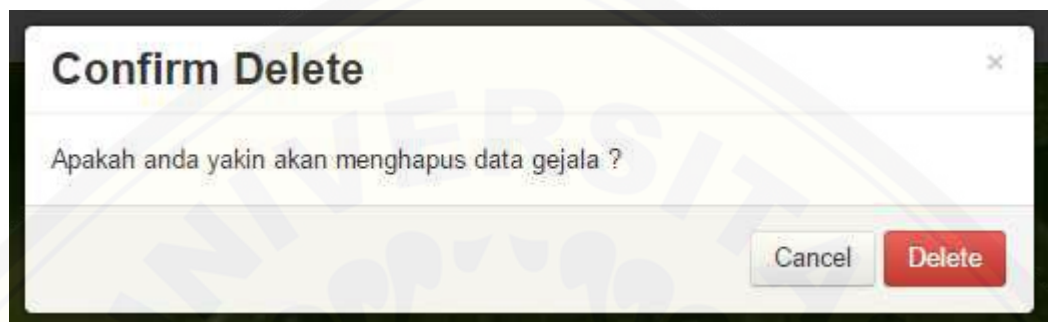 Confirm Delete ×
Apakah anda yakin akan menghapus data gejala ?
Cancel Delete